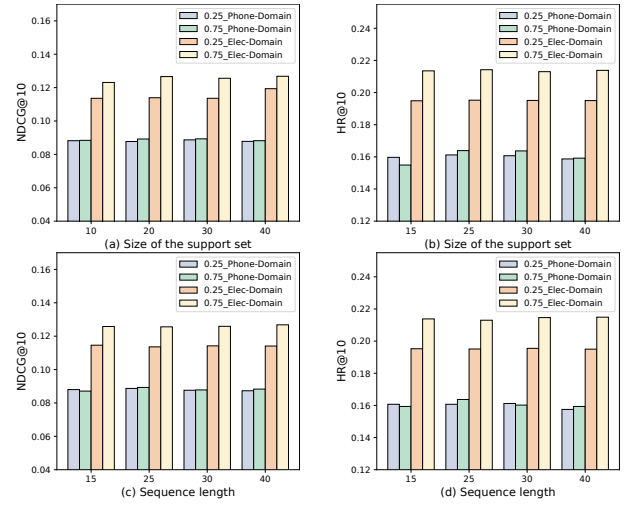 0.16
0.14
0.12
0.10
0.08
0.06
0.04
NDCG@10
0.25_Phone-Domain
0.75_Phone-Domain
0.25_Elec-Domain
0.75_Elec-Domain
10 20 30 40
(a) Size of the support set
0.24
0.22
0.20
0.18
0.16
0.14
0.12
HR@10
0.25_Phone-Domain
0.75_Phone-Domain
0.25_Elec-Domain
0.75_Elec-Domain
15 25 30 40
(b) Size of the support set
0.16
0.14
0.12
0.10
0.08
0.06
0.04
NDCG@10
0.25_Phone-Domain
0.75_Phone-Domain
0.25_Elec-Domain
0.75_Elec-Domain
15 25 30 40
(c) Sequence length
0.24
0.22
0.20
0.18
0.16
0.14
0.12
HR@10
0.25_Phone-Domain
0.75_Phone-Domain
0.25_Elec-Domain
0.75_Elec-Domain
15 25 30 40
(d) Sequence length